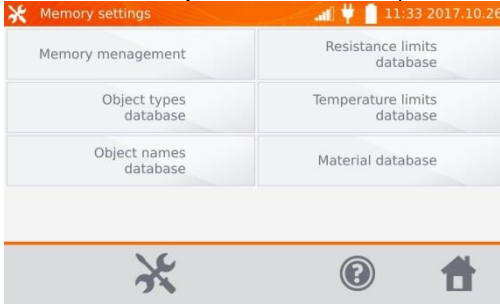 Memory settings
11:33 2017.10.26
Memory menagement
Resistance limits
database
Object types
database
Temperature limits
database
Object names
database
Material database